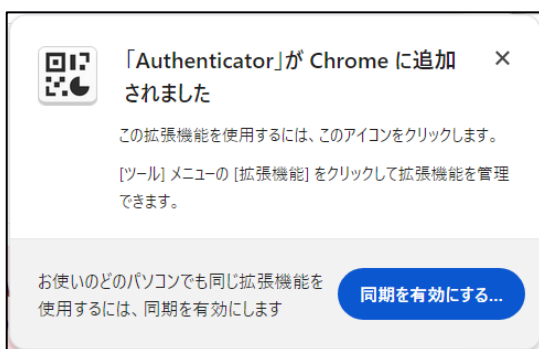 「Authenticator」が Chrome に追加
されました
この拡張機能を使用するには、このアイコンをクリックします。
[ツール] メニューの [拡張機能] をクリックして拡張機能を管理
できます。
お使いのどのパソコンでも同じ拡張機能を
使用するには、同期を有効にします
同期を有効にする...